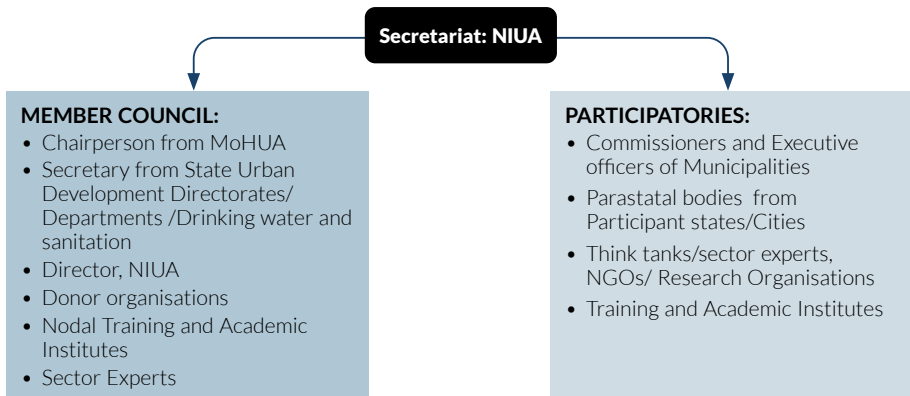 Secretariat: NIUA
MEMBER COUNCIL:
• Chairperson from MoHUA
• Secretary from State Urban
Development Directorates/
Departments /Drinking water and
sanitation
• Director, NIUA
• Donor organisations
• Nodal Training and Academic
Institutes
• Sector Experts
PARTICIPATORIES:
• Commissioners and Executive
officers of Municipalities
• Parastatal bodies from
Participant states/Cities
• Think tanks/sector experts,
NGOs/ Research Organisations
• Training and Academic Institutes